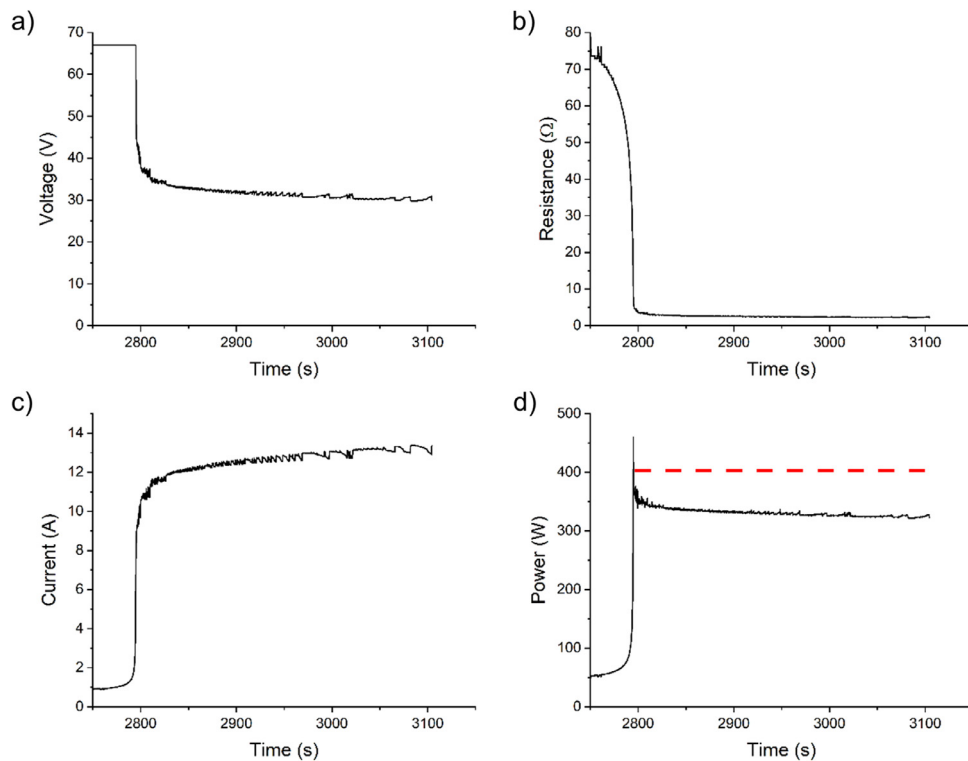 a)
70
60
50
40
30
20
10
0
Voltage (V)
2800 2900 3000 3100
Time (s)
b)
80
70
60
50
40
30
20
10
0
Resistance (Ω)
2800 2900 3000 3100
Time (s)
c)
14
12
10
8
6
4
2
0
Current (A)
2800 2900 3000 3100
Time (s)
d)
500
400
300
200
100
0
Power (W)
2800 2900 3000 3100
Time (s)